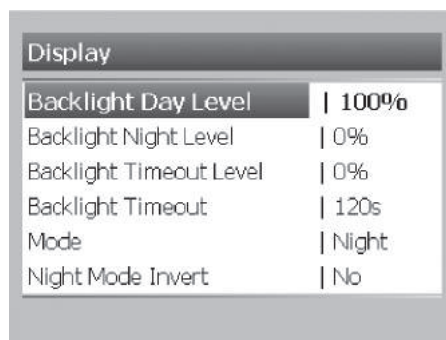 Display
Backlight Day Level | 100%
Backlight Night Level | 0%
Backlight Timeout Level | 0%
Backlight Timeout | 120s
Mode | Night
Night Mode Invert | No